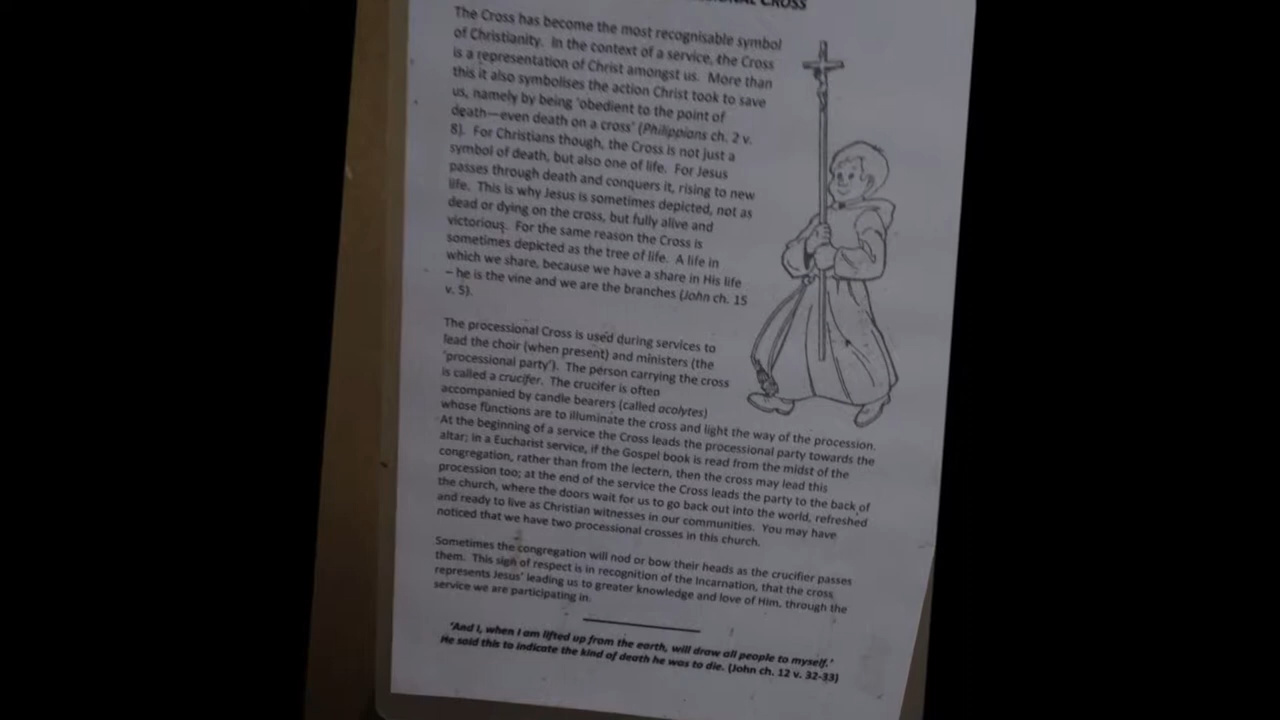 CROSS
The Cross has become the most recognisable symbol
of Christianity. In the context of a service, the Cross
is a representation of Christ amongst us. More than
this it also symbolises the action Christ took to save
us, namely by being 'obedient to the point of
death—even death on a cross' (Philippians ch. 2 v.
8). For Christians though, the Cross is not just a
symbol of death, but also one of life. For Jesus
passes through death and conquers it, rising to new
life. This is why Jesus is sometimes depicted, not as
dead or dying on the cross, but fully alive and
victorious. For the same reason the Cross is
sometimes depicted as the tree of life. A life in
which we share, because we have a share in His life
– he is the vine and we are the branches (John ch. 15
v. 5).
The processional Cross is used during services to
lead the choir (when present) and ministers (the
'processional party'). The person carrying the cross
is called a crucifer. The crucifer is often
accompanied by candle bearers (called acolytes)
whose functions are to illuminate the cross and light the way of the procession.
At the beginning of a service the Cross leads the processional party towards the
altar; in a Eucharist service, if the Gospel book is read from the midst of the
congregation, rather than from the lectern, then the cross may lead this
procession too; at the end of the service the Cross leads the party to the back of
the church, where the doors wait for us to go back out into the world, refreshed
and ready to live as Christian witnesses in our communities. You may have
noticed that we have two processional crosses in this church.
Sometimes the congregation will nod or bow their heads as the crucifier passes
them. This sign of respect is in recognition of the Incarnation, that the cross
represents Jesus' leading us to greater knowledge and love of Him, through the
service we are participating in.
'And I, when I am lifted up from the earth, will draw all people to myself.'
He said this to indicate the kind of death he was to die. (John ch. 12 v. 32-33)